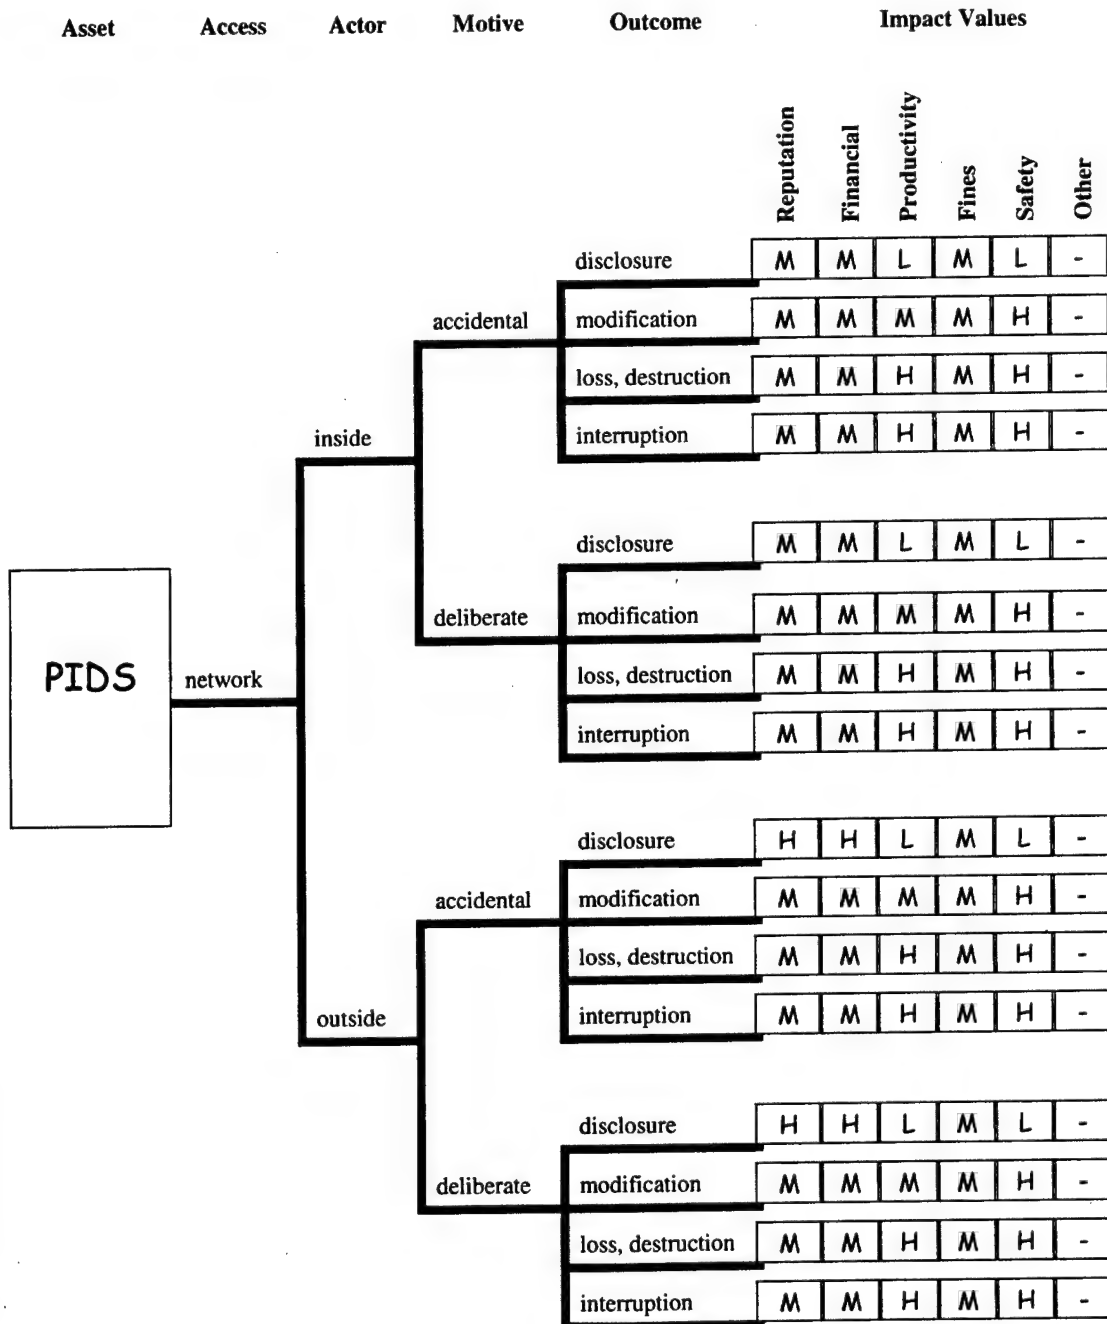 Asset Access Actor Motive Outcome Impact Values
Reputation Financial Productivity Fines Safety Other
disclosure M M L M L -
accidental modification M M M M H -
loss, destruction M M H M H -
inside interruption M M H M H -
disclosure M M L M L -
deliberate modification M M M M H -
PIDS network loss, destruction M M H M H -
interruption M M H M H -
disclosure H H L M L -
accidental modification M M M M H -
loss, destruction M M H M H -
outside interruption M M H M H -
disclosure H H L M L -
deliberate modification M M M M H -
loss, destruction M M H M H -
interruption M M H M H -